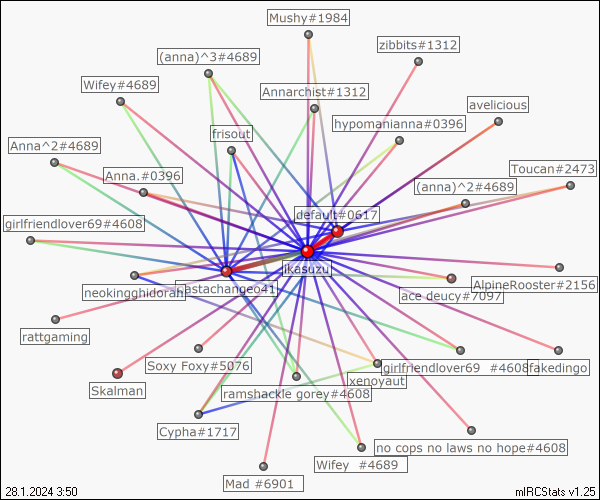 Mushy#1984
zibbits#1312
(anna)^3#4689
Wifey#4689
Annarchist#1312
avelicious
hypomanianna#0396
frisout
Anna^2#4689
Toucan#2473
Anna.#0396
(anna)^2#4689
default#0617
girlfriendlover69#4608
ikasuzu
AlpineRooster#2156
neokingghidorah
ace deucy#7097
rattgaming
Soxy Foxy#5076
girlfriendlover69 #4608
fakedingo
xenoyaut
Skalman
ramshackle gorey#4608
Cypha#1717
no cops no laws no hope#4608
Wifey #4689
Mad #6901
28.1.2024 3:50
mIRCStats v1.25